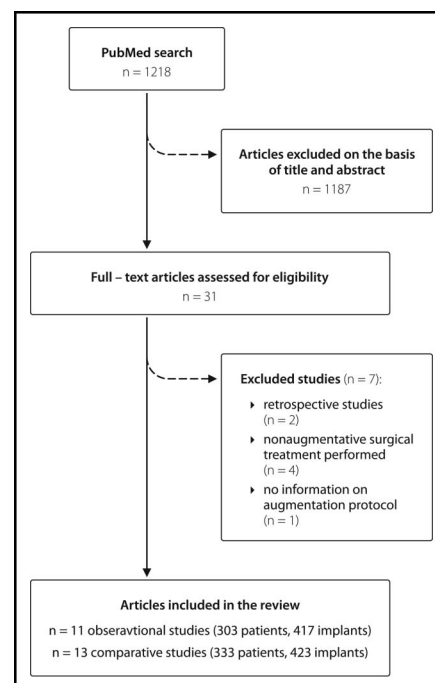 PubMed search
n = 1218
Articles excluded on the basis
of title and abstract
n = 1187
Full – text articles assessed for eligibility
n = 31
Excluded studies (n = 7):
‣ retrospective studies
(n = 2)
‣ nonaugmentative surgical
treatment performed
(n = 4)
‣ no information on
augmentation protocol
(n = 1)
Articles included in the review
n = 11 obseravtional studies (303 patients, 417 implants)
n = 13 comparative studies (333 patients, 423 implants)